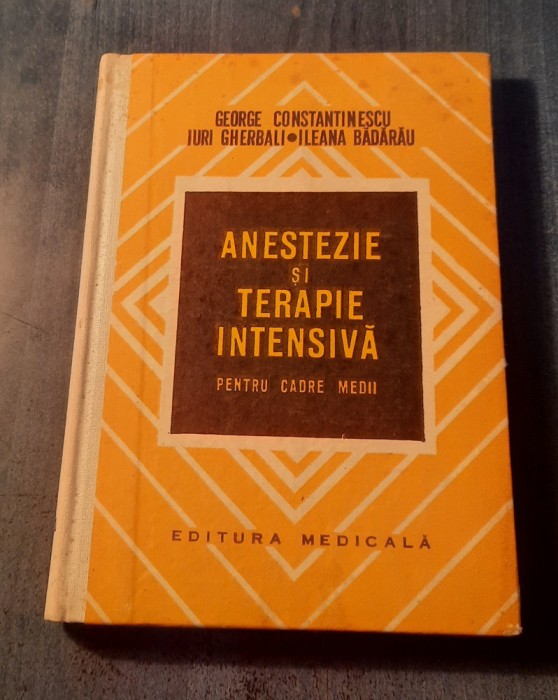 GEORGE CONSTANTINESCU
IURI GHERBALI • ILEANA BĂDĂRĂU
ANESTEZIE
ȘI
TERAPIE
INTENSIVĂ
PENTRU CADRE MEDII
EDITURA MEDICALĂ